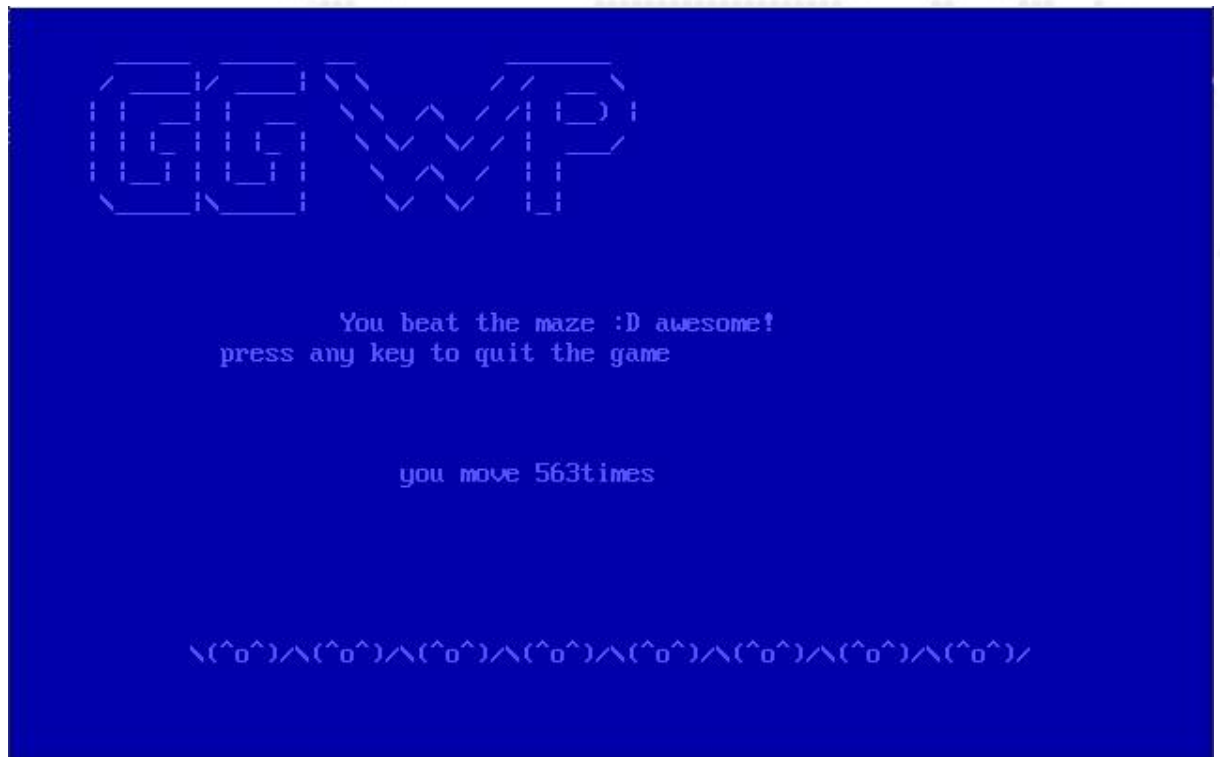 GGWP
You beat the maze :D awesome!
press any key to quit the game
you move 563times
\(^o^)/\(^o^)/\(^o^)/\(^o^)/\(^o^)/\(^o^)/\(^o^)/\(^o^)/